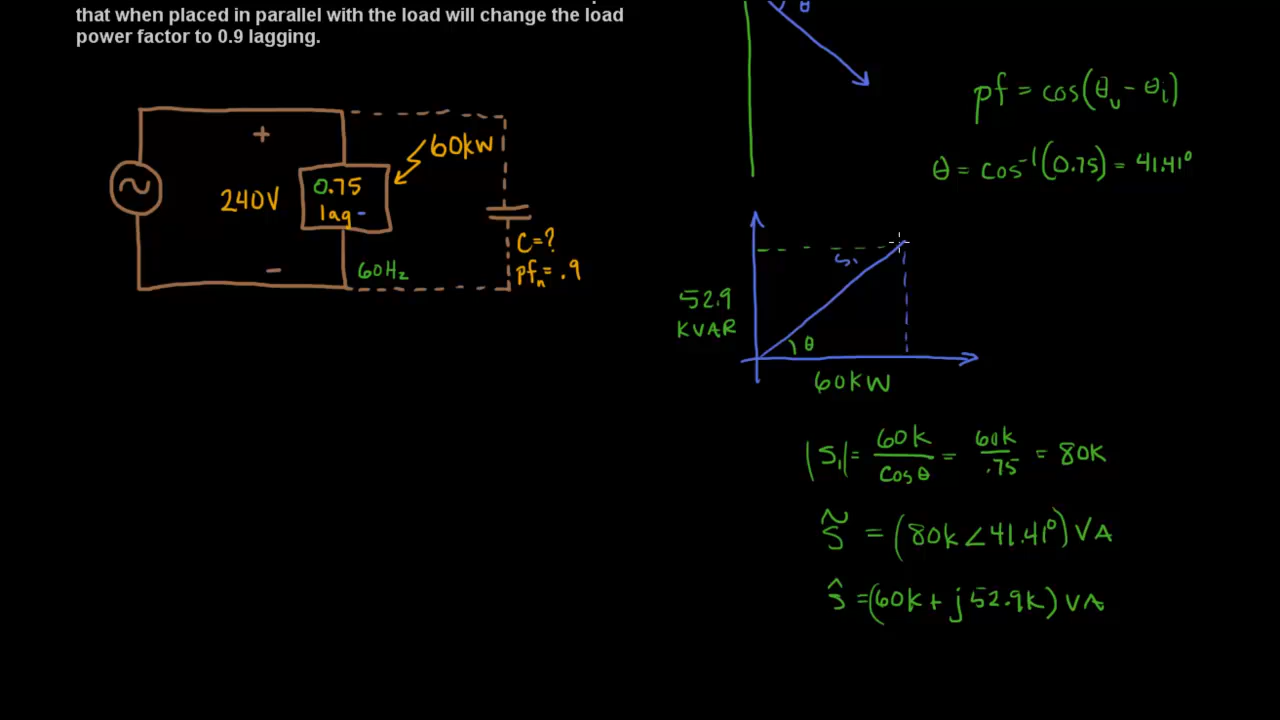 that when placed in parallel with the load will change the load
power factor to 0.9 lagging.
θ
pf = cos(θv - θi)
θ = cos⁻¹(0.75) = 41.41°
+
60kW
240V
0.75
lag -
C=?
pfn = .9
-
60Hz
S₁
52.9
KVAR
θ
60KW
|S₁| = 60k / Cos θ = 60k / .75 = 80K
S̃ = (80k∠41.41°) VA
Ŝ = (60k + j52.9k) VA